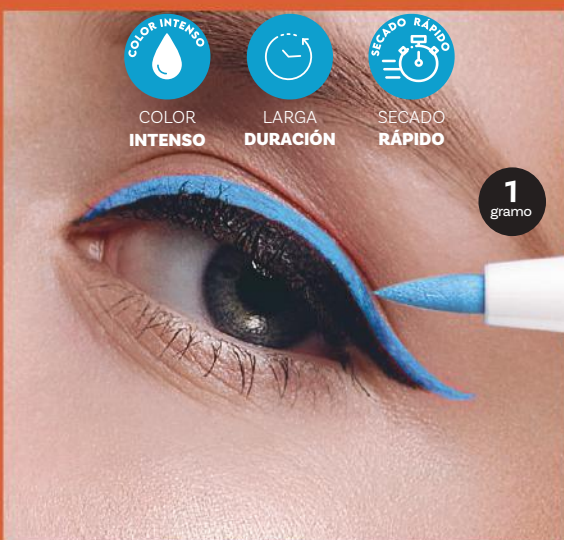 COLOR INTENSO
SECADO RÁPIDO
COLOR
INTENSO
LARGA
DURACIÓN
SECADO
RÁPIDO
1
gramo